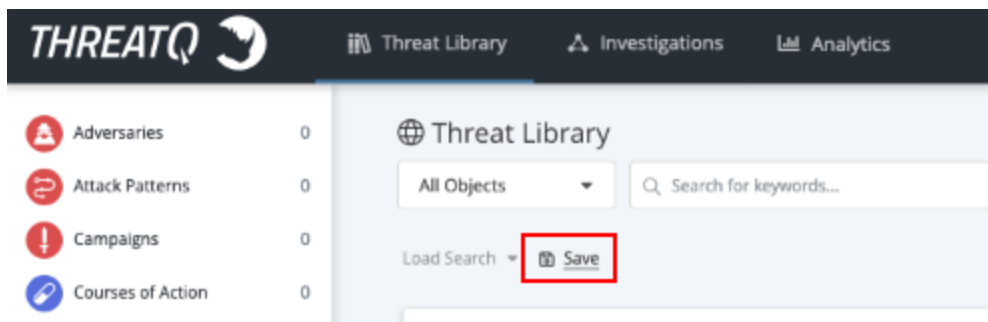 THREATQ
Threat Library
Investigations
Analytics
Adversaries 0
Attack Patterns 0
Campaigns 0
Courses of Action 0
Threat Library
All Objects
Search for keywords...
Load Search
Save